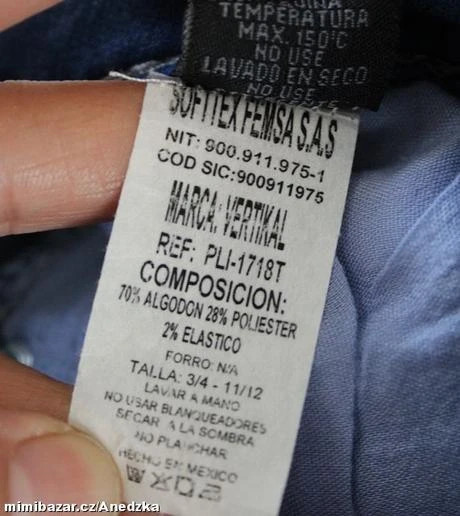 TEMPERATURA
MAX. 150°C
NO USE
LAVADO EN SECO
NO USE
SOFITEX FEMSA S.A.S
NIT: 900.911.975-1
COD SIC:900911975
MARCA: VERTIKAL
REF: PLI-1718T
COMPOSICION:
70% ALGODON 28% POLIESTER
2% ELASTICO
FORRO: N/A
TALLA: 3/4 - 11/12
LAVAR A MANO
NO USAR BLANQUEADORES
SECAR A LA SOMBRA
NO PLANCHAR
HECHO EN MEXICO
mimibazar.cz/Anedzka